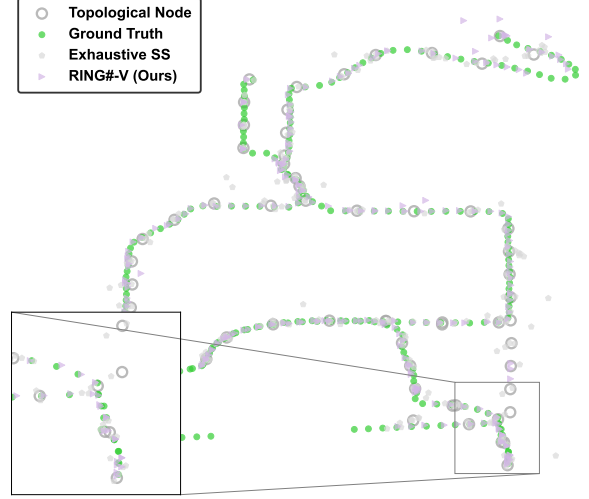 Topological Node
Ground Truth
Exhaustive SS
RING#-V (Ours)